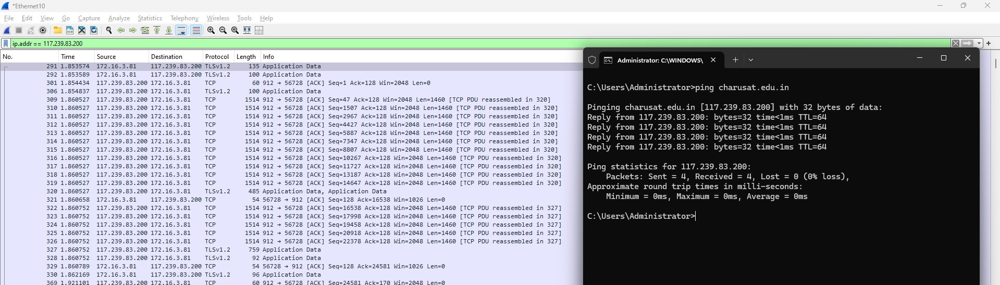 *Ethernet10
File Edit View Go Capture Analyze Statistics Telephony Wireless Tools Help
ip.addr == 117.239.83.200
No. Time Source Destination Protocol Length Info
291 1.853574 172.16.3.81 117.239.83.200 TLSv1.2 135 Application Data
292 1.853589 172.16.3.81 117.239.83.200 TLSv1.2 100 Application Data
301 1.854434 117.239.83.200 172.16.3.81 TCP 60 912 → 56728 [ACK] Seq=1 Ack=128 Win=2048 Len=0
306 1.854837 117.239.83.200 172.16.3.81 TLSv1.2 100 Application Data
309 1.860527 117.239.83.200 172.16.3.81 TCP 1514 912 → 56728 [ACK] Seq=47 Ack=128 Win=2048 Len=1460 [TCP PDU reassembled in 320]
310 1.860527 117.239.83.200 172.16.3.81 TCP 1514 912 → 56728 [ACK] Seq=1507 Ack=128 Win=2048 Len=1460 [TCP PDU reassembled in 320]
311 1.860527 117.239.83.200 172.16.3.81 TCP 1514 912 → 56728 [ACK] Seq=2967 Ack=128 Win=2048 Len=1460 [TCP PDU reassembled in 320]
312 1.860527 117.239.83.200 172.16.3.81 TCP 1514 912 → 56728 [ACK] Seq=4427 Ack=128 Win=2048 Len=1460 [TCP PDU reassembled in 320]
313 1.860527 117.239.83.200 172.16.3.81 TCP 1514 912 → 56728 [ACK] Seq=5887 Ack=128 Win=2048 Len=1460 [TCP PDU reassembled in 320]
314 1.860527 117.239.83.200 172.16.3.81 TCP 1514 912 → 56728 [ACK] Seq=7347 Ack=128 Win=2048 Len=1460 [TCP PDU reassembled in 320]
315 1.860527 117.239.83.200 172.16.3.81 TCP 1514 912 → 56728 [ACK] Seq=8807 Ack=128 Win=2048 Len=1460 [TCP PDU reassembled in 320]
316 1.860527 117.239.83.200 172.16.3.81 TCP 1514 912 → 56728 [ACK] Seq=10267 Ack=128 Win=2048 Len=1460 [TCP PDU reassembled in 320]
317 1.860527 117.239.83.200 172.16.3.81 TCP 1514 912 → 56728 [ACK] Seq=11727 Ack=128 Win=2048 Len=1460 [TCP PDU reassembled in 320]
318 1.860527 117.239.83.200 172.16.3.81 TCP 1514 912 → 56728 [ACK] Seq=13187 Ack=128 Win=2048 Len=1460 [TCP PDU reassembled in 320]
319 1.860527 117.239.83.200 172.16.3.81 TCP 1514 912 → 56728 [ACK] Seq=14647 Ack=128 Win=2048 Len=1460 [TCP PDU reassembled in 320]
320 1.860527 117.239.83.200 172.16.3.81 TLSv1.2 485 Application Data, Application Data
321 1.860658 172.16.3.81 117.239.83.200 TCP 54 56728 → 912 [ACK] Seq=128 Ack=16538 Win=1026 Len=0
322 1.860752 117.239.83.200 172.16.3.81 TCP 1514 912 → 56728 [ACK] Seq=16538 Ack=128 Win=2048 Len=1460 [TCP PDU reassembled in 327]
323 1.860752 117.239.83.200 172.16.3.81 TCP 1514 912 → 56728 [ACK] Seq=17998 Ack=128 Win=2048 Len=1460 [TCP PDU reassembled in 327]
324 1.860752 117.239.83.200 172.16.3.81 TCP 1514 912 → 56728 [ACK] Seq=19458 Ack=128 Win=2048 Len=1460 [TCP PDU reassembled in 327]
325 1.860752 117.239.83.200 172.16.3.81 TCP 1514 912 → 56728 [ACK] Seq=20918 Ack=128 Win=2048 Len=1460 [TCP PDU reassembled in 327]
326 1.860752 117.239.83.200 172.16.3.81 TCP 1514 912 → 56728 [ACK] Seq=22378 Ack=128 Win=2048 Len=1460 [TCP PDU reassembled in 327]
327 1.860752 117.239.83.200 172.16.3.81 TLSv1.2 759 Application Data
328 1.860752 117.239.83.200 172.16.3.81 TLSv1.2 92 Application Data
329 1.860789 172.16.3.81 117.239.83.200 TCP 54 56728 → 912 [ACK] Seq=128 Ack=24581 Win=1026 Len=0
330 1.862169 172.16.3.81 117.239.83.200 TLSv1.2 96 Application Data
369 1.921101 117.239.83.200 172.16.3.81 TCP 60 912 → 56728 [ACK] Seq=24581 Ack=170 Win=2048 Len=0
Administrator: C:\WINDOWS\
C:\Users\Administrator>ping charusat.edu.in
Pinging charusat.edu.in [117.239.83.200] with 32 bytes of data:
Reply from 117.239.83.200: bytes=32 time<1ms TTL=64
Reply from 117.239.83.200: bytes=32 time<1ms TTL=64
Reply from 117.239.83.200: bytes=32 time<1ms TTL=64
Reply from 117.239.83.200: bytes=32 time<1ms TTL=64
Ping statistics for 117.239.83.200:
Packets: Sent = 4, Received = 4, Lost = 0 (0% loss),
Approximate round trip times in milli-seconds:
Minimum = 0ms, Maximum = 0ms, Average = 0ms
C:\Users\Administrator>